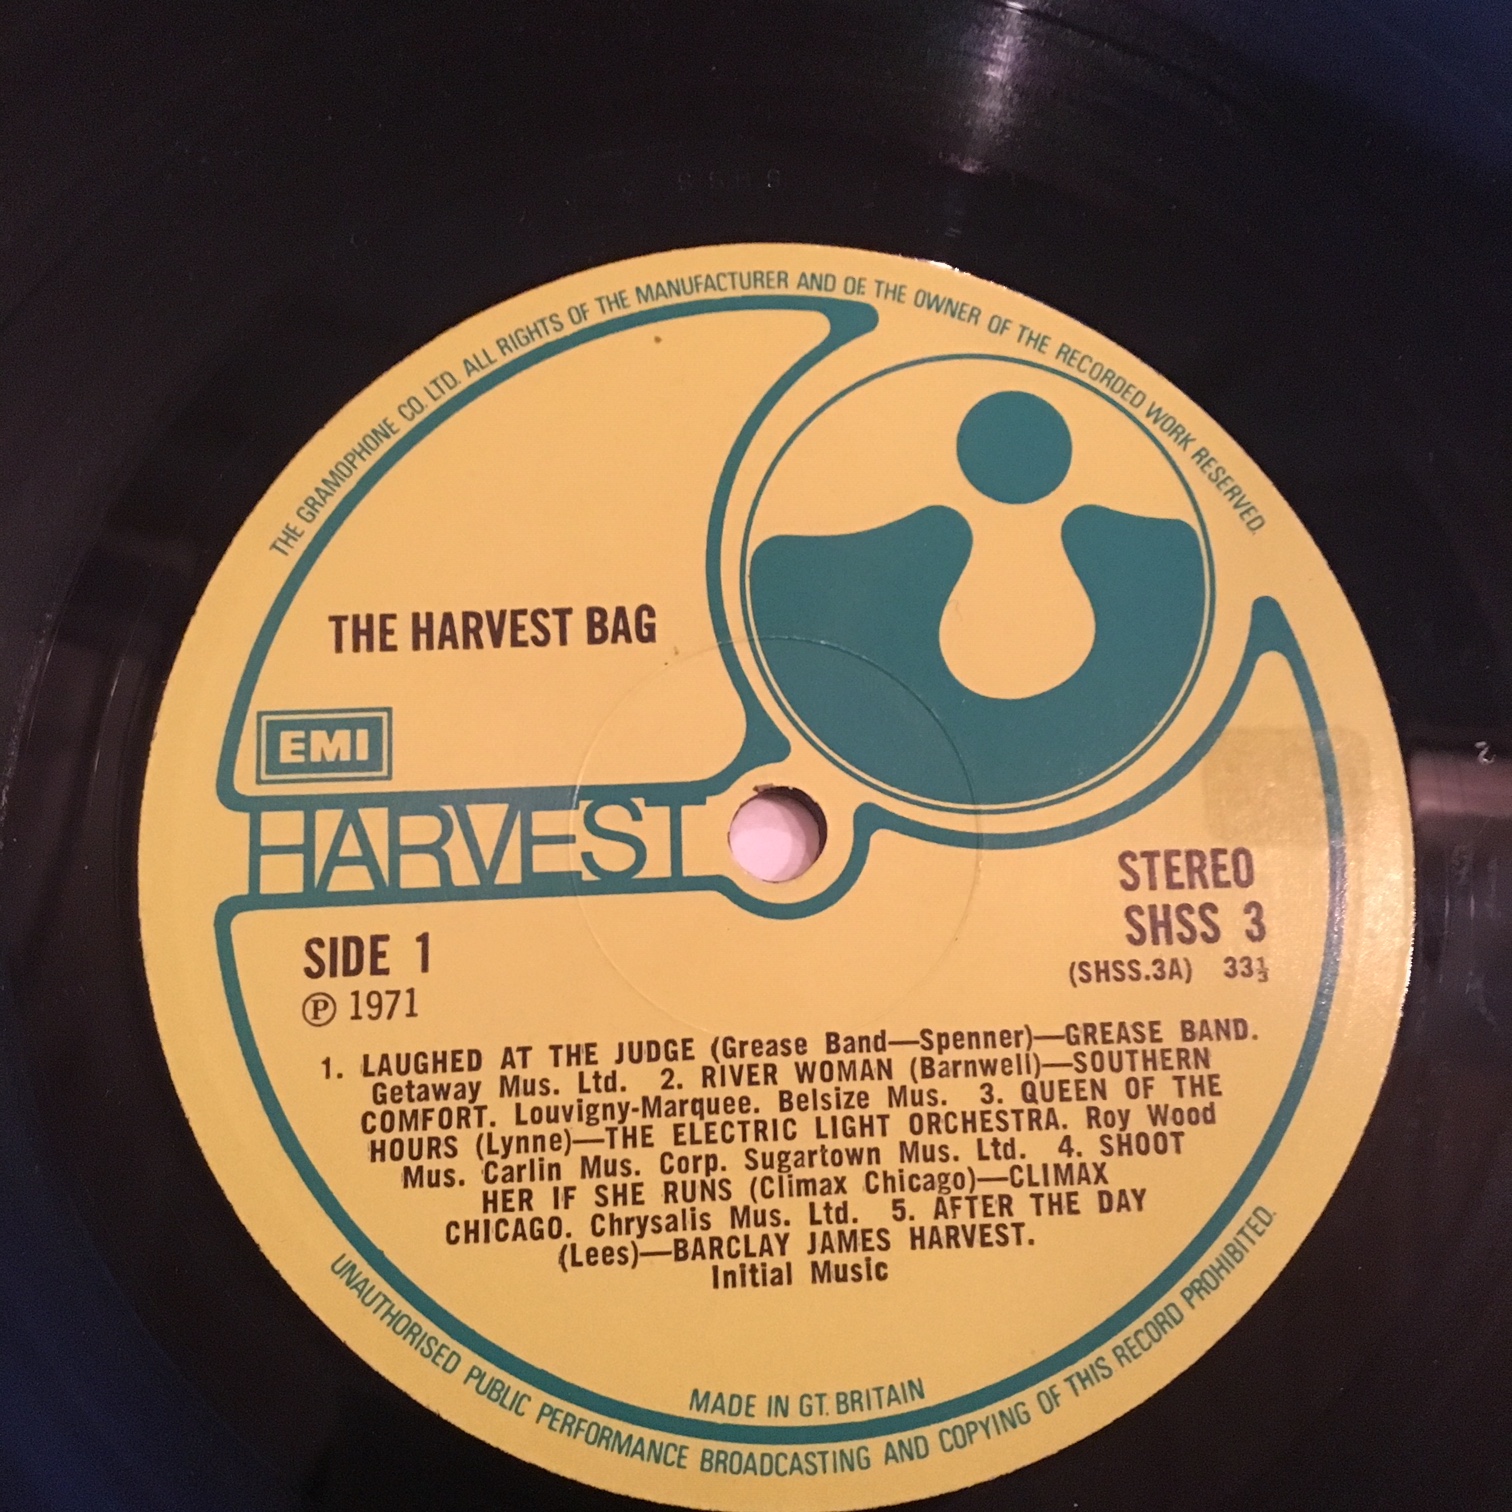 THE GRAMOPHONE CO. LTD. ALL RIGHTS OF THE MANUFACTURER AND OF THE OWNER OF THE RECORDED WORK RESERVED.
THE HARVEST BAG
EMI
HARVEST
STEREO
SHSS 3
(SHSS.3A) 33⅓
SIDE 1
Ⓟ 1971
1. LAUGHED AT THE JUDGE (Grease Band—Spenner)—GREASE BAND.
Getaway Mus. Ltd. 2. RIVER WOMAN (Barnwell)—SOUTHERN
COMFORT. Louvigny-Marquee. Belsize Mus. 3. QUEEN OF THE
HOURS (Lynne)—THE ELECTRIC LIGHT ORCHESTRA. Roy Wood
Mus. Carlin Mus. Corp. Sugartown Mus. Ltd. 4. SHOOT
HER IF SHE RUNS (Climax Chicago)—CLIMAX
CHICAGO. Chrysalis Mus. Ltd. 5. AFTER THE DAY
(Lees)—BARCLAY JAMES HARVEST.
Initial Music
MADE IN GT. BRITAIN
UNAUTHORISED PUBLIC PERFORMANCE BROADCASTING AND COPYING OF THIS RECORD PROHIBITED.